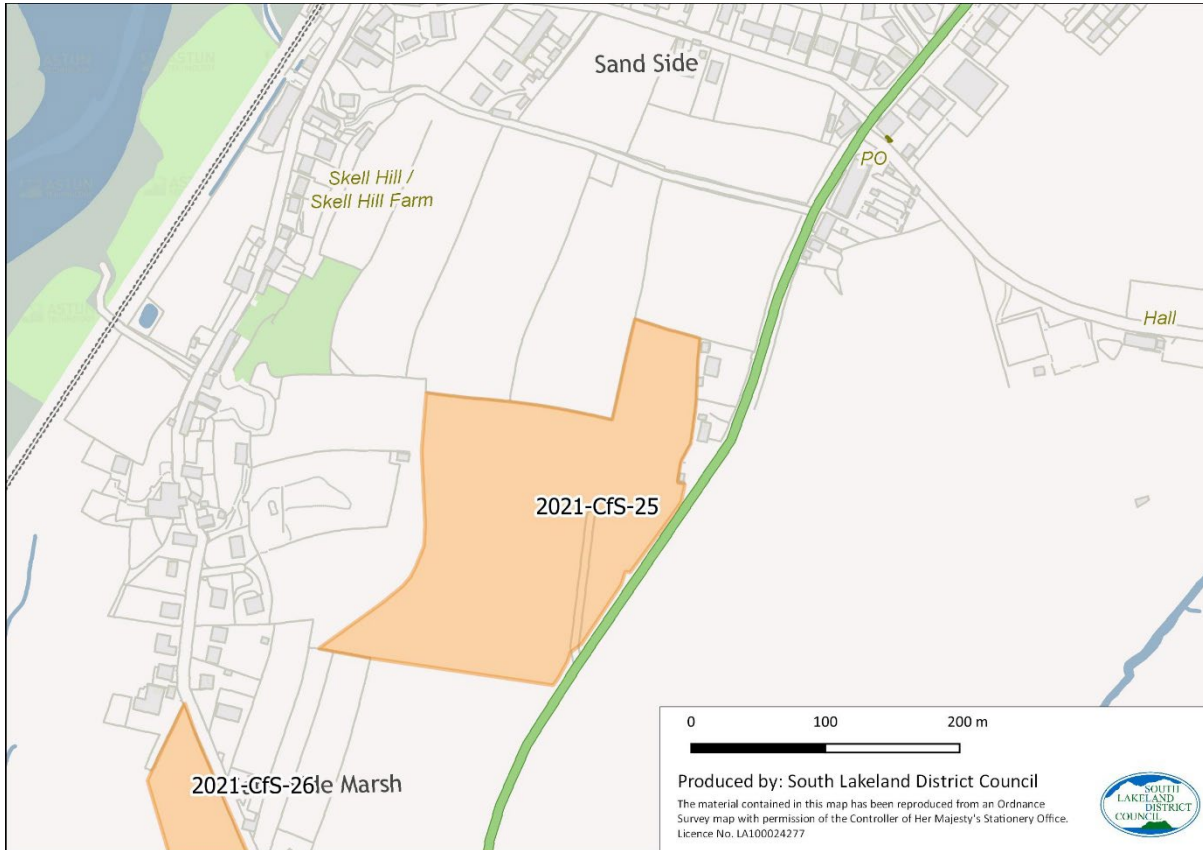 Sand Side
PO
Skell Hill /
Skell Hill Farm
Hall
2021-CfS-25
2021-CfS-26
le Marsh
0 100 200 m
Produced by: South Lakeland District Council
The material contained in this map has been reproduced from an Ordnance
Survey map with permission of the Controller of Her Majesty's Stationery Office.
Licence No. LA100024277
SOUTH
LAKELAND
DISTRICT
COUNCIL